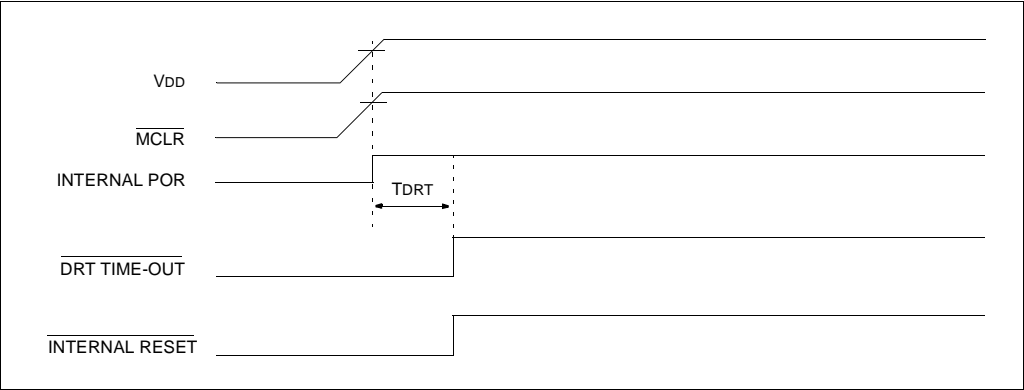 VDD
MCLR
INTERNAL POR
TDRT
DRT TIME-OUT
INTERNAL RESET